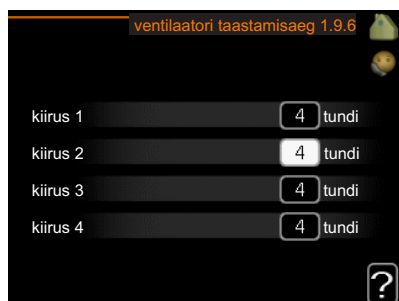 ventilaatori taastamisaeg 1.9.6
kiirus 1 4 tundi
kiirus 2 4 tundi
kiirus 3 4 tundi
kiirus 4 4 tundi
?